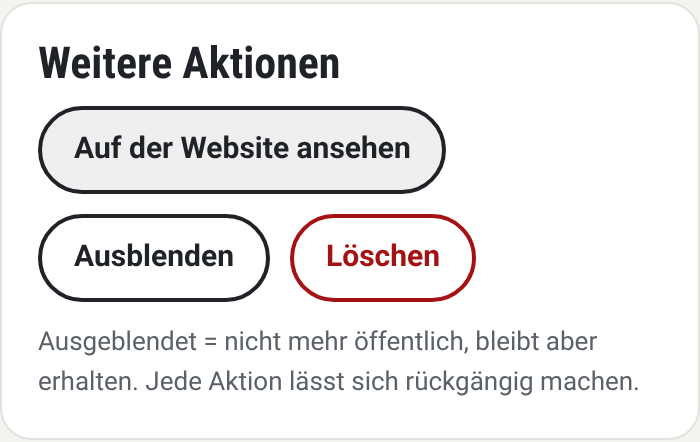 Weitere Aktionen
Auf der Website ansehen
Ausblenden
Löschen
Ausgeblendet = nicht mehr öffentlich, bleibt aber
erhalten. Jede Aktion lässt sich rückgängig machen.